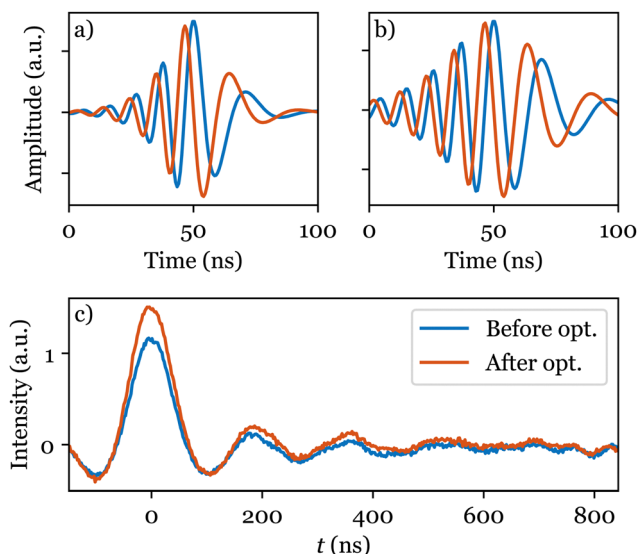 a)
b)
Amplitude (a.u.)
0
50
100
0
50
100
Time (ns)
Time (ns)
c)
Before opt.
After opt.
Intensity (a.u.)
1
0
0
200
400
600
800
t (ns)